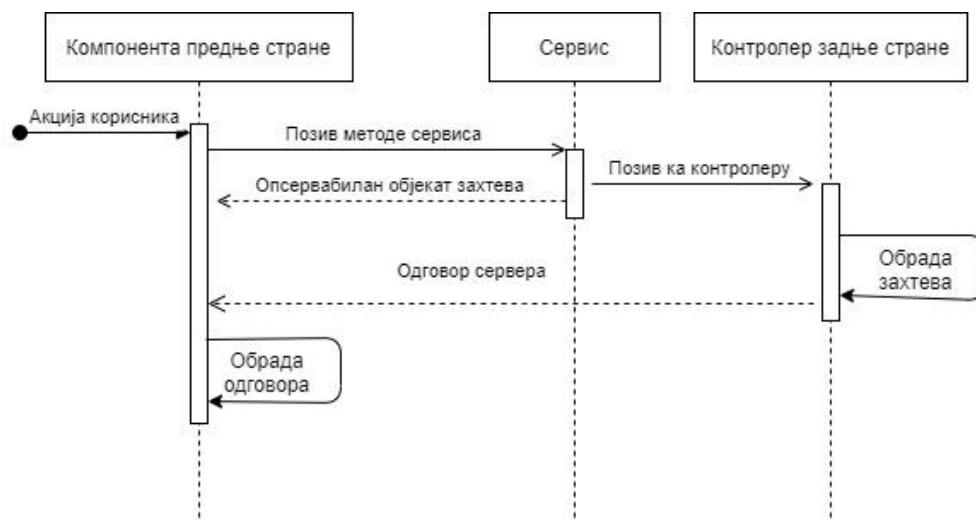 Компонента предње стране
Сервис
Контролер задње стране
Акција корисника
Позив методе сервиса
Позив ка контролеру
Опсервабилан објекат захтева
Обрада
захтева
Одговор сервера
Обрада
одговора